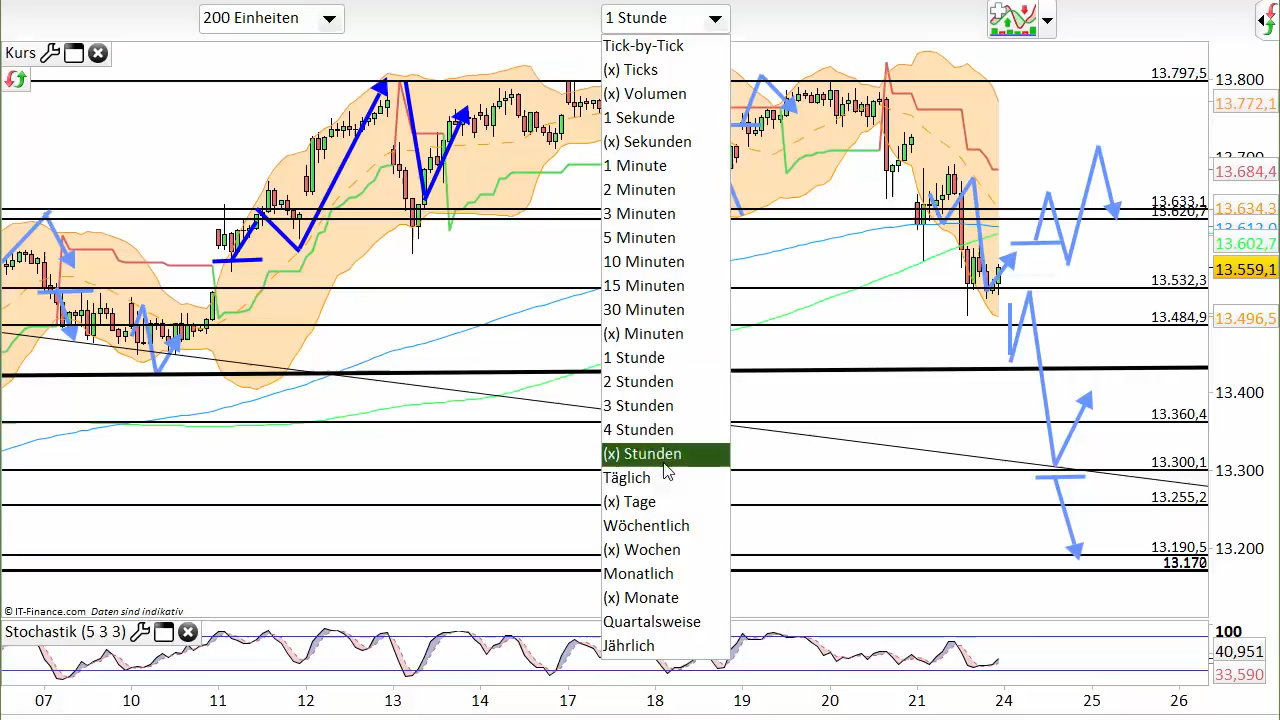 200 Einheiten
1 Stunde
Kurs
Tick-by-Tick
(x) Ticks
(x) Volumen
1 Sekunde
(x) Sekunden
1 Minute
2 Minuten
3 Minuten
5 Minuten
10 Minuten
15 Minuten
30 Minuten
(x) Minuten
1 Stunde
2 Stunden
3 Stunden
4 Stunden
(x) Stunden
Täglich
(x) Tage
Wöchentlich
(x) Wochen
Monatlich
(x) Monate
Quartalsweise
Jährlich
13.797,5
13.633,1
13.620,7
13.532,3
13.484,9
13.360,4
13.300,1
13.255,2
13.190,5
13.170
13.800
13.772,1
13.700
13.684,4
13.634,3
13.612,0
13.602,7
13.559,1
13.496,5
13.400
13.300
13.200
© IT-Finance.com Daten sind indikativ
Stochastik (5 3 3)
100
40,951
33,590
07 10 11 12 13 14 17 18 19 20 21 24 25 26